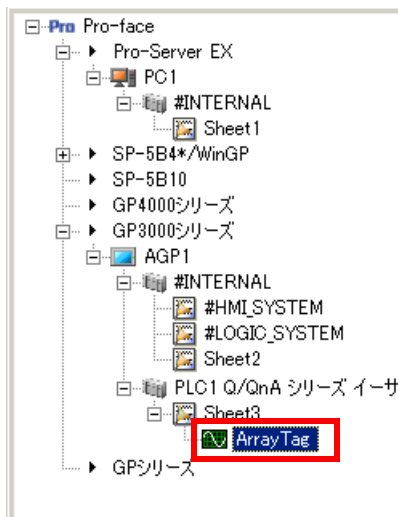 Pro Pro-face
Pro-Server EX
PC1
#INTERNAL
Sheet1
SP-5B4*/WinGP
SP-5B10
GP4000シリーズ
GP3000シリーズ
AGP1
#INTERNAL
#HMI_SYSTEM
#LOGIC_SYSTEM
Sheet2
PLC1 Q/QnA シリーズ イーサ
Sheet3
ArrayTag
GPシリーズ